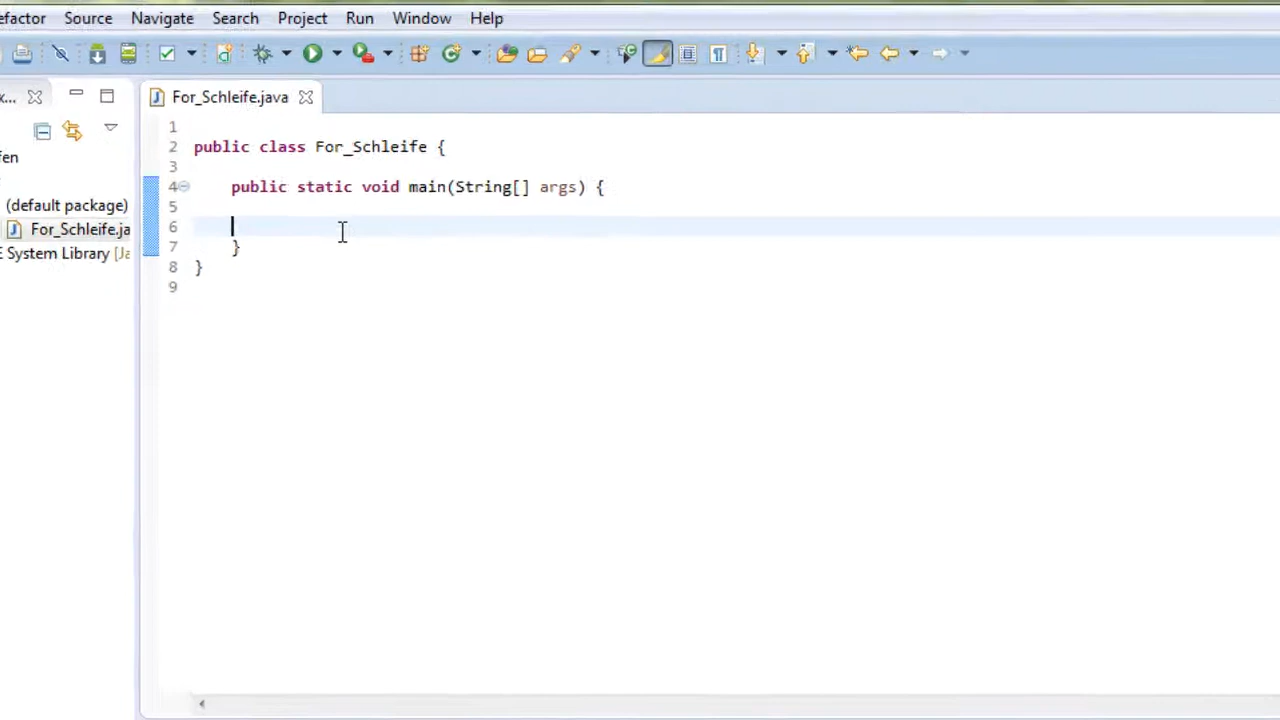 efactor Source Navigate Search Project Run Window Help
x... For_Schleife.java
1
2 public class For_Schleife {
3
4 public static void main(String[] args) {
5
6
7 }
8 }
9
fen
(default package)
For_Schleife.ja
E System Library [Ja